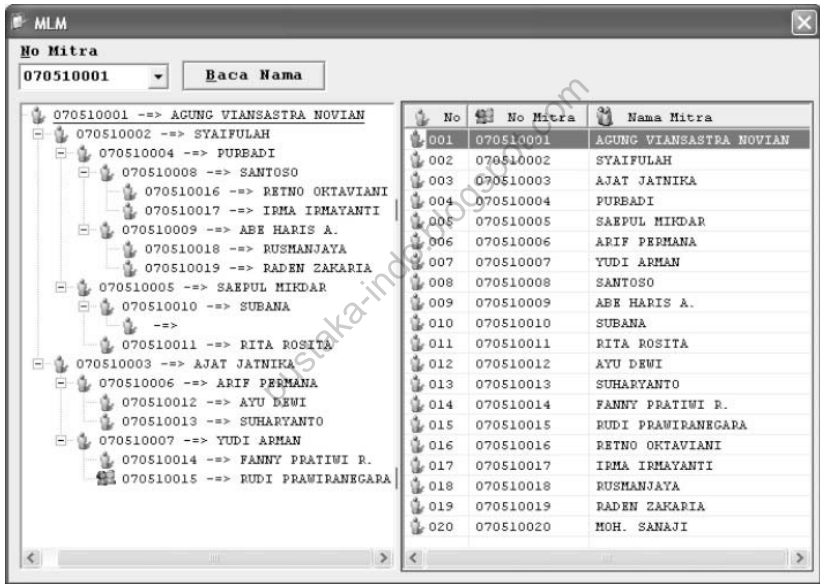 MLM
No Mitra
070510001
Baca Nama
070510001 -=> AGUNG VIANSASTRA NOVIAN
070510002 -=> SYAIFULAH
070510004 -=> PURBADI
070510008 -=> SANTOSO
070510016 -=> RETNO OKTAVIANI
070510017 -=> IRMA IRMAYANTI
070510009 -=> ABE HARIS A.
070510018 -=> RUSMANJAYA
070510019 -=> RADEN ZAKARIA
070510005 -=> SAEPUL MIKDAR
070510010 -=> SUBANA
-=>
070510011 -=> RITA ROSITA
070510003 -=> AJAT JATNIKA
070510006 -=> ARIF PERMANA
070510012 -=> AYU DEWI
070510013 -=> SUHARYANTO
070510007 -=> YUDI ARMAN
070510014 -=> FANNY PRATIWI R.
070510015 -=> RUDI PRAWIRANEGARA
No No Mitra Nama Mitra
001 070510001 AGUNG VIANSASTRA NOVIAN
002 070510002 SYAIFULAH
003 070510003 AJAT JATNIKA
004 070510004 PURBADI
005 070510005 SAEPUL MIKDAR
006 070510006 ARIF PERMANA
007 070510007 YUDI ARMAN
008 070510008 SANTOSO
009 070510009 ABE HARIS A.
010 070510010 SUBANA
011 070510011 RITA ROSITA
012 070510012 AYU DEWI
013 070510013 SUHARYANTO
014 070510014 FANNY PRATIWI R.
015 070510015 RUDI PRAWIRANEGARA
016 070510016 RETNO OKTAVIANI
017 070510017 IRMA IRMAYANTI
018 070510018 RUSMANJAYA
019 070510019 RADEN ZAKARIA
020 070510020 MOH. SANAJI
pustaka-indo.blogspot.com